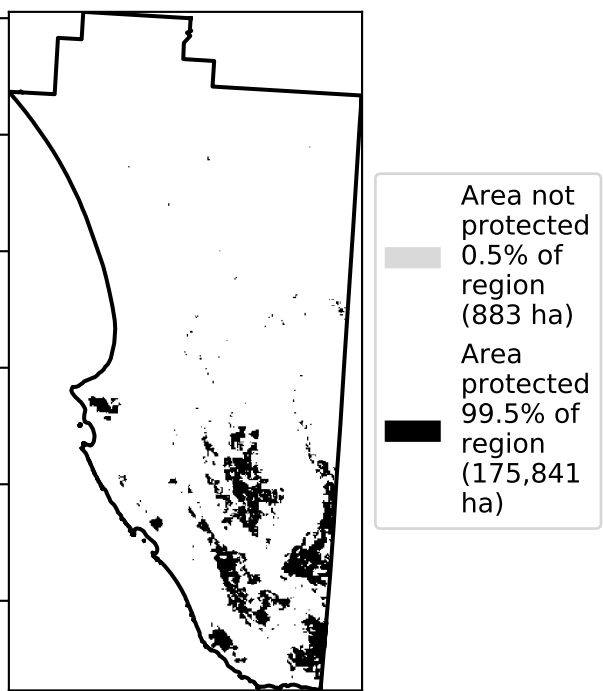 Area not
protected
0.5% of
region
(883 ha)
Area
protected
99.5% of
region
(175,841
ha)